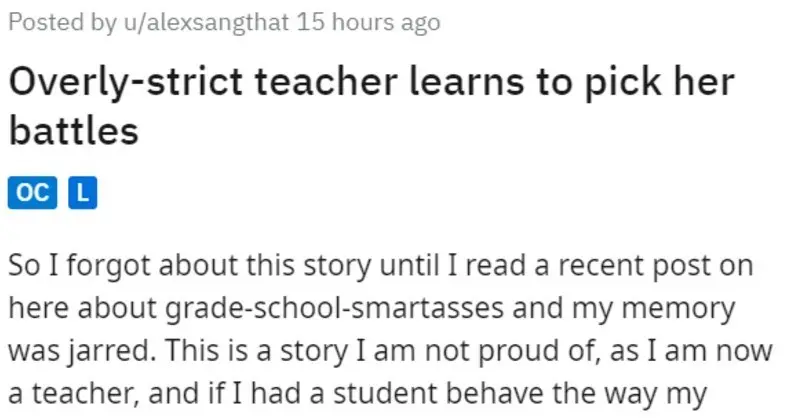 Posted by u/alexsangthat 15 hours ago
Overly-strict teacher learns to pick her
battles
OC L
So I forgot about this story until I read a recent post on
here about grade-school-smartasses and my memory
was jarred. This is a story I am not proud of, as I am now
a teacher, and if I had a student behave the way my